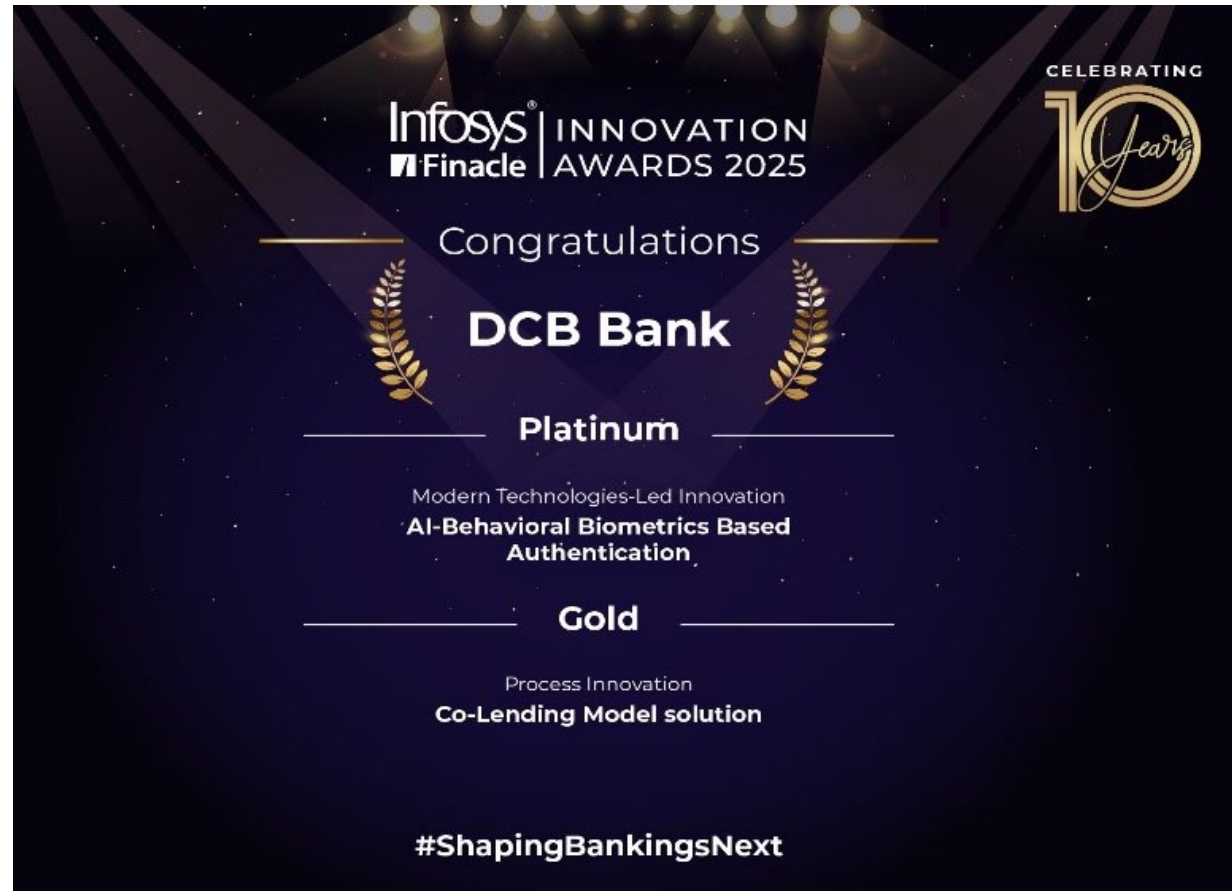 CELEBRATING
10
Years
Infosys® | INNOVATION
Finacle | AWARDS 2025
Congratulations
DCB Bank
Platinum
Modern Technologies-Led Innovation
AI-Behavioral Biometrics Based
Authentication
Gold
Process Innovation
Co-Lending Model solution
#ShapingBankingsNext